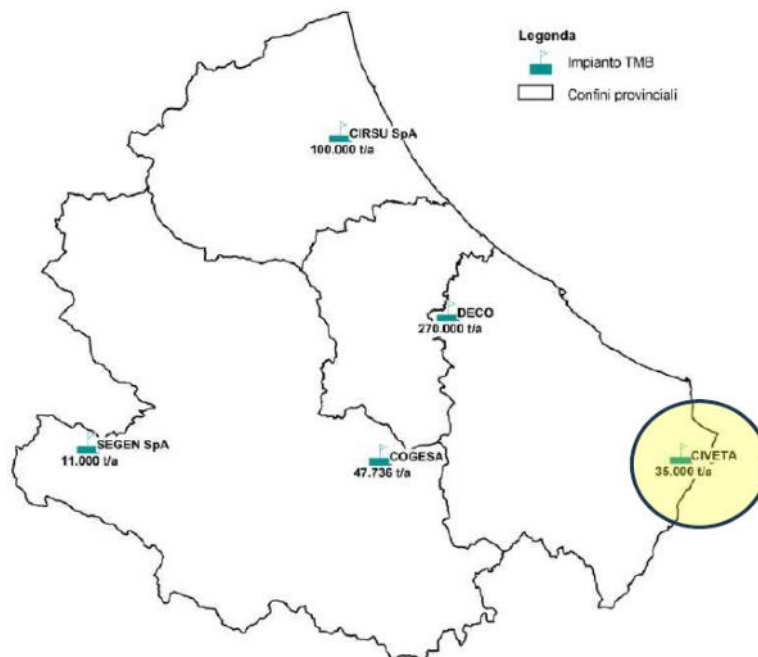 Legenda
Impianto TMB
Confini provinciali
CIRSU SpA
100.000 t/a
DECO
270.000 t/a
SEGEN SpA
11.000 t/a
COGESA
47.736 t/a
CIVETA
35.000 t/a